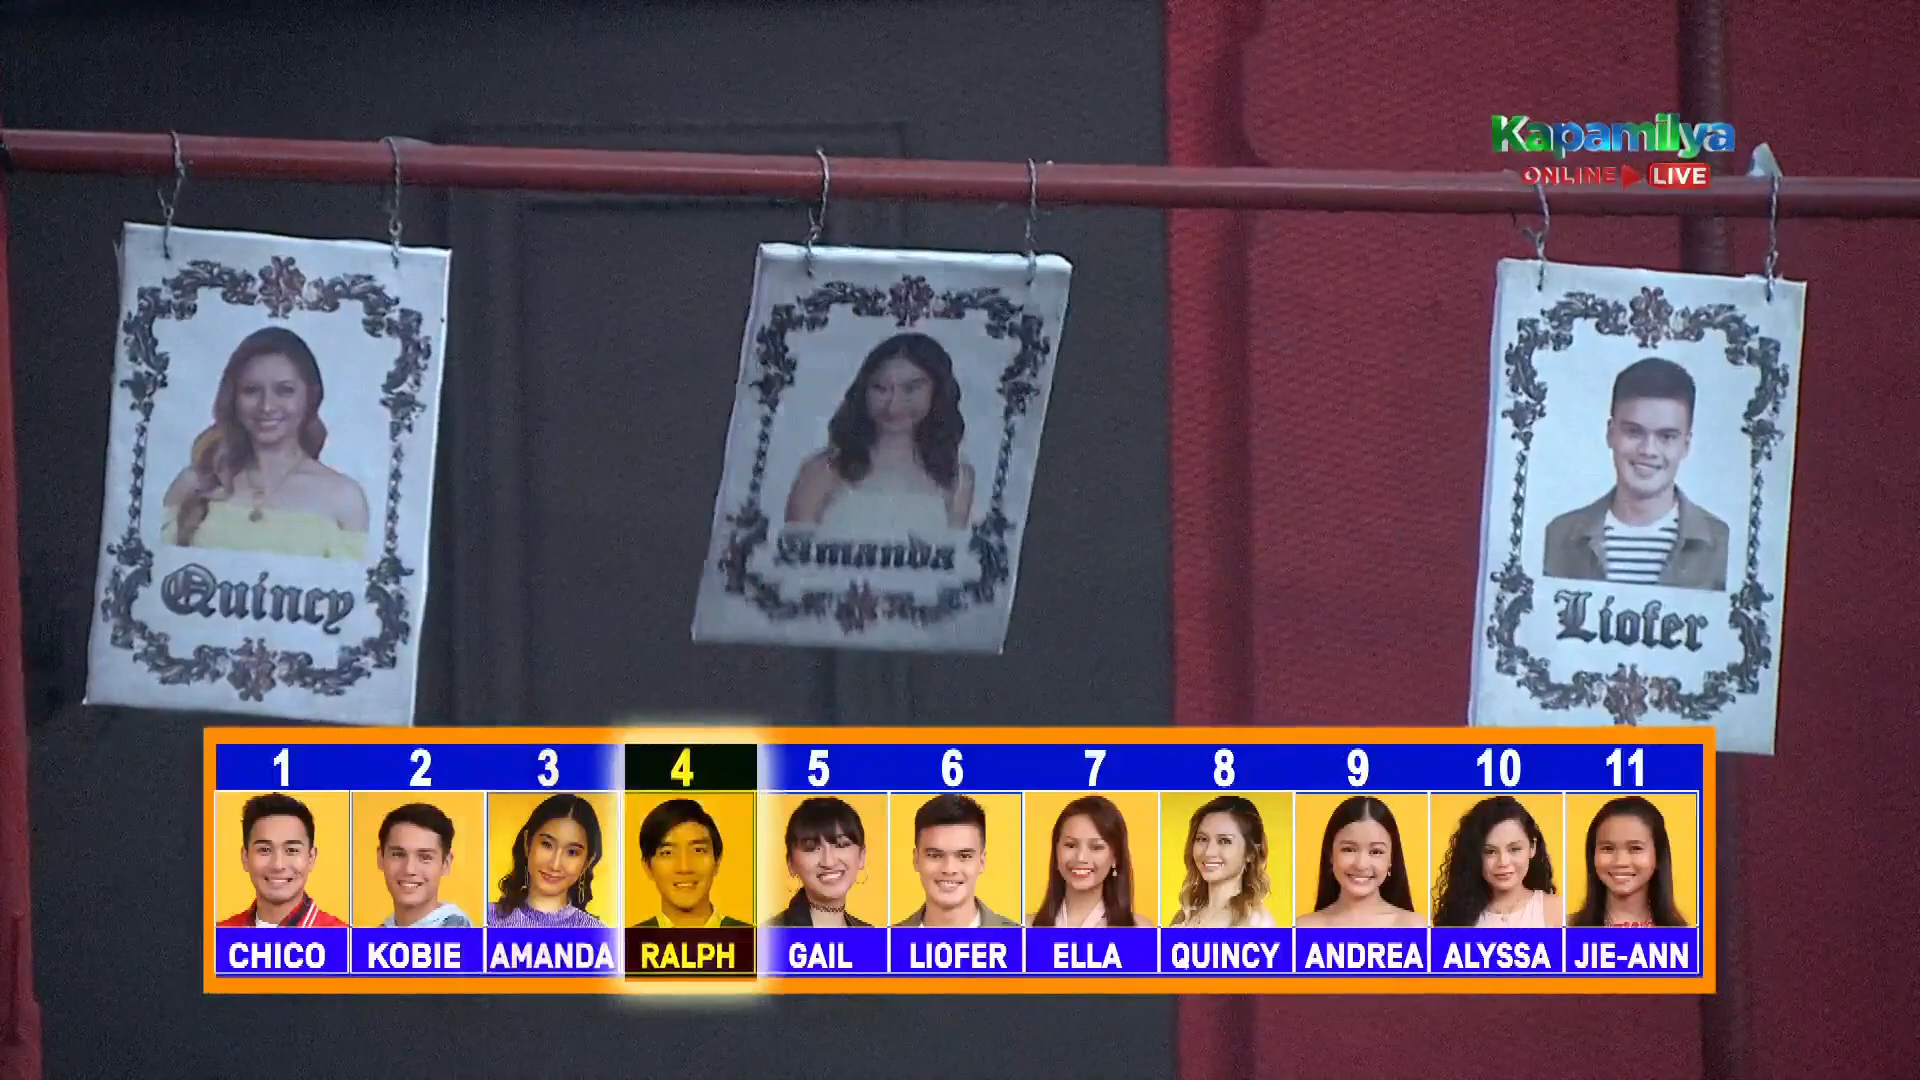 Kapamilya
ONLINE LIVE
Quincy
Amanda
Liofer
1 2 3 4 5 6 7 8 9 10 11
CHICO KOBIE AMANDA RALPH GAIL LIOFER ELLA QUINCY ANDREA ALYSSA JIE-ANN